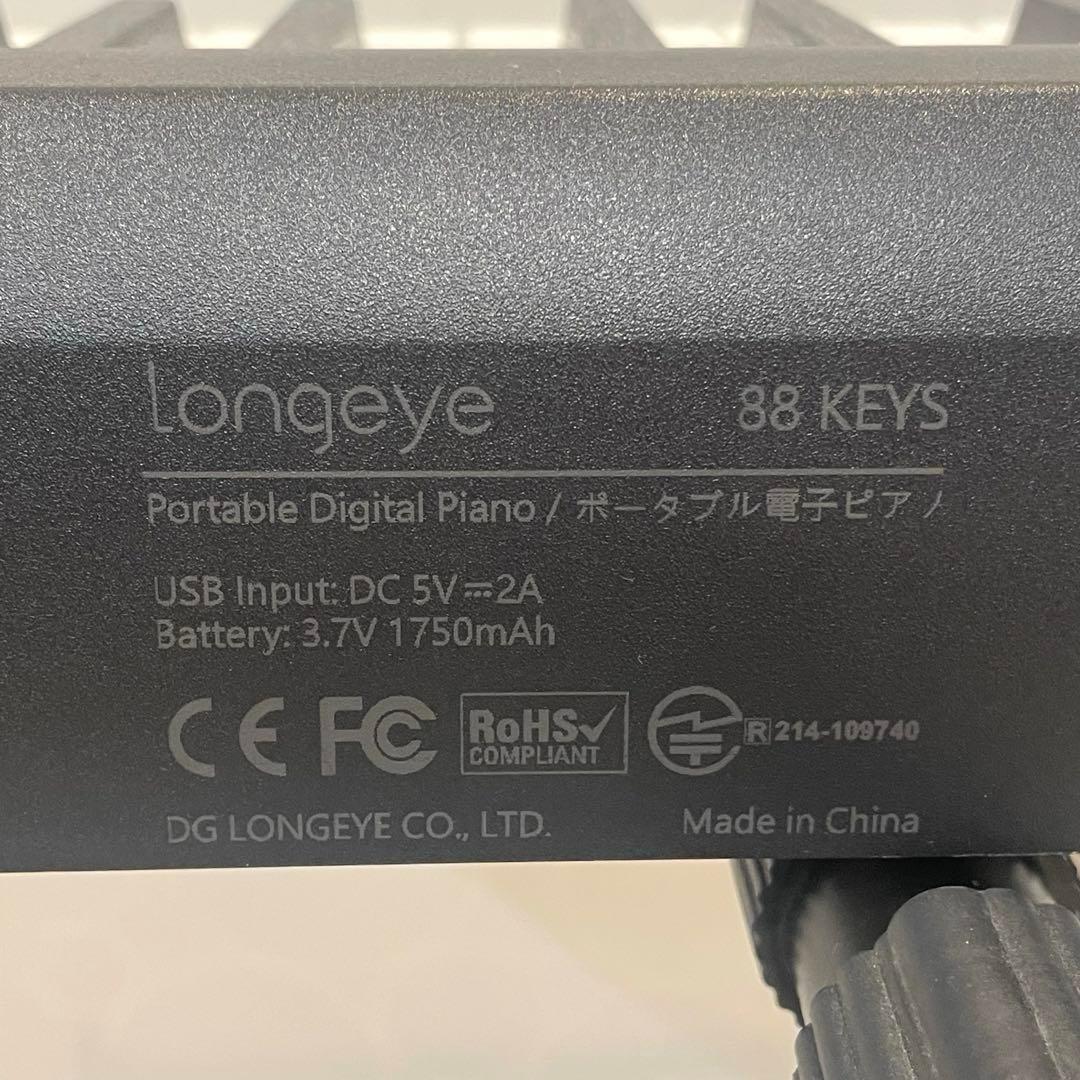 Longeye 88 KEYS
Portable Digital Piano / ポータブル電子ピアノ
USB Input: DC 5V⎓2A
Battery: 3.7V 1750mAh
CE FC RoHS✓ COMPLIANT R 214-109740
DG LONGEYE CO., LTD. Made in China